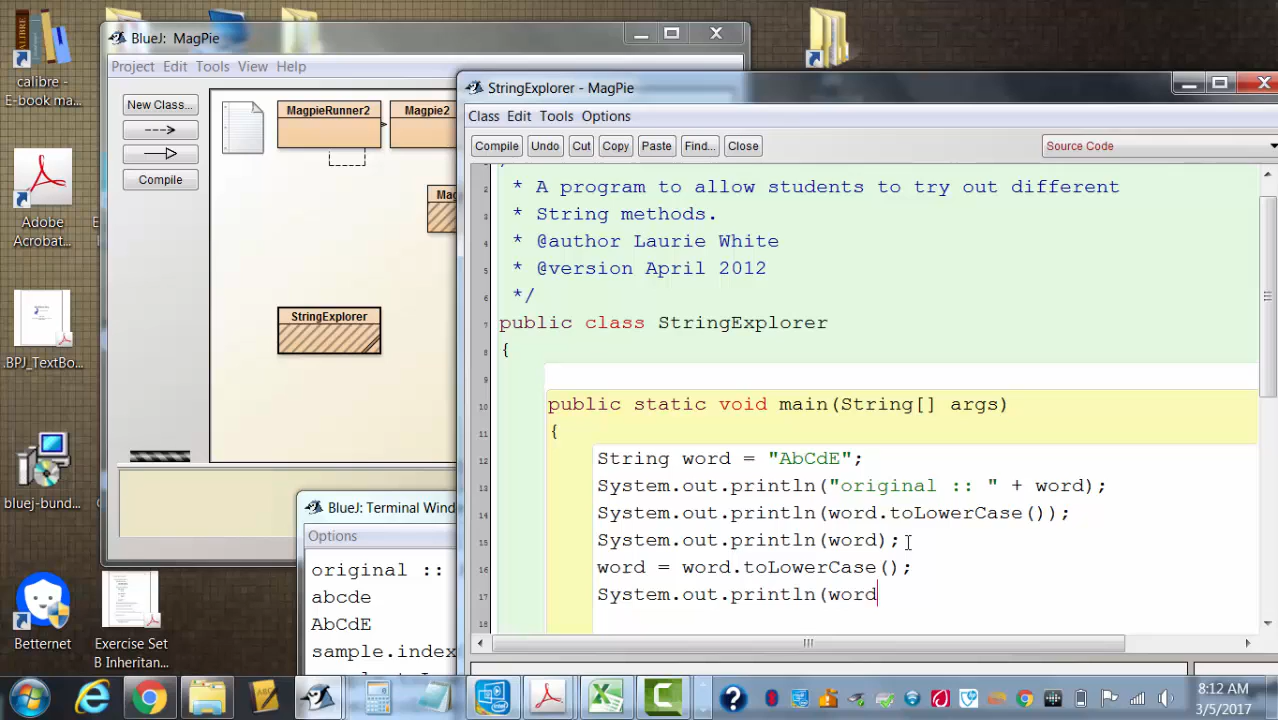 calibre -
E-book ma...
Adobe
Acrobat...
.BPJ_TextBo...
bluej-bund...
Betternet
Exercise Set
B Inheritan...
BlueJ: MagPie
Project Edit Tools View Help
New Class...
Compile
MagpieRunner2
Magpie2
Mag
StringExplorer
BlueJ: Terminal Wind
Options
original ::
abcde
AbCdE
sample.index
StringExplorer - MagPie
Class Edit Tools Options
Compile Undo Cut Copy Paste Find... Close
Source Code
2 * A program to allow students to try out different
3 * String methods.
4 * @author Laurie White
5 * @version April 2012
6 */
7 public class StringExplorer
8 {
9
10 public static void main(String[] args)
11 {
12 String word = "AbCdE";
13 System.out.println("original :: " + word);
14 System.out.println(word.toLowerCase());
15 System.out.println(word);
16 word = word.toLowerCase();
17 System.out.println(word
18
8:12 AM
3/5/2017